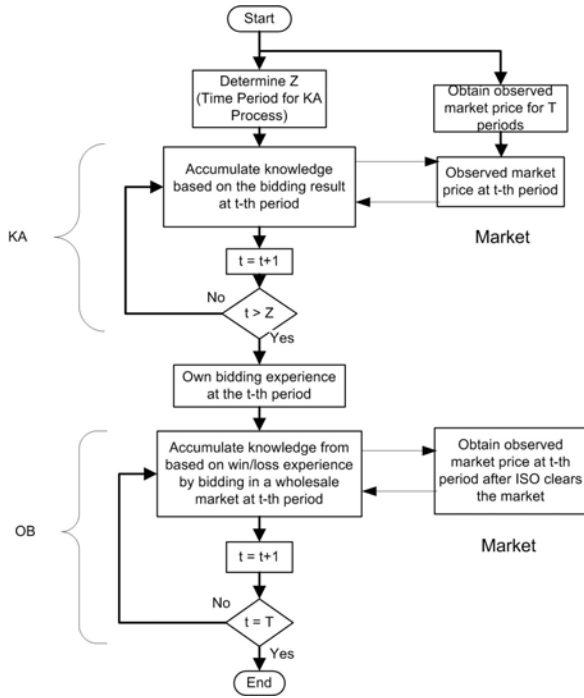 Start
Determine Z
(Time Period for KA
Process)
Obtain observed
market price for T
periods
KA
Accumulate knowledge
based on the bidding result
at t-th period
Observed market
price at t-th period
Market
t = t+1
No
t > Z
Yes
Own bidding experience
at the t-th period
OB
Accumulate knowledge from
based on win/loss experience
by bidding in a wholesale
market at t-th period
Obtain observed
market price at t-th
period after ISO clears
the market
Market
t = t+1
No
t = T
Yes
End